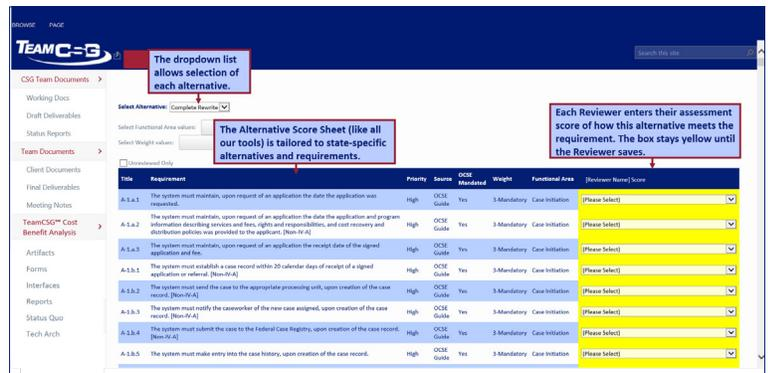 BROWSE PAGE
TEAMCSG
Search this site
The dropdown list
allows selection of
each alternative.
CSG Team Documents >
Working Docs
Draft Deliverables
Status Reports
Team Documents >
Client Documents
Final Deliverables
Meeting Notes
TeamCSG℠ Cost
Benefit Analysis >
Artifacts
Forms
Interfaces
Reports
Status Quo
Tech Arch
Select Alternative: Complete Rewrite
Select Functional Area values:
Select Weight values:
The Alternative Score Sheet (like all
our tools) is tailored to state-specific
alternatives and requirements.
Each Reviewer enters their assessment
score of how this alternative meets the
requirement. The box stays yellow until
the Reviewer saves.
Unreviewed Only
Title Requirement Priority Source OCSE Mandated Weight Functional Area [Reviewer Name] Score
A-1.a.1 The system must maintain, upon request of an application the date the application was
requested. High OCSE Guide Yes 3-Mandatory Case Initiation (Please Select)
A-1.a.2 The system must maintain, upon request of an application the date the application and program
information describing services and fees, rights and responsibilities, and cost recovery and
distribution policies was provided to the applicant. [Non-IV-A] High OCSE Guide Yes 3-Mandatory Case Initiation (Please Select)
A-1.a.3 The system must maintain, upon request of an application the receipt date of the signed
application and fee. High OCSE Guide Yes 3-Mandatory Case Initiation (Please Select)
A-1.b.1 The system must establish a case record within 20 calendar days of receipt of a signed
application or referral. [Non-IV-A] High OCSE Guide Yes 3-Mandatory Case Initiation (Please Select)
A-1.b.2 The system must send the case to the appropriate processing unit, upon creation of the case
record. [Non-IV-A] High OCSE Guide Yes 3-Mandatory Case Initiation (Please Select)
A-1.b.3 The system must notify the caseworker of the new case assigned, upon creation of the case
record. [Non-IV-A] High OCSE Guide Yes 3-Mandatory Case Initiation (Please Select)
A-1.b.4 The system must submit the case to the Federal Case Registry, upon creation of the case record.
[Non-IV-A] High OCSE Guide Yes 3-Mandatory Case Initiation (Please Select)
A-1.b.5 The system must make entry into the case history, upon creation of the case record. High OCSE Guide Yes 3-Mandatory Case Initiation (Please Select)